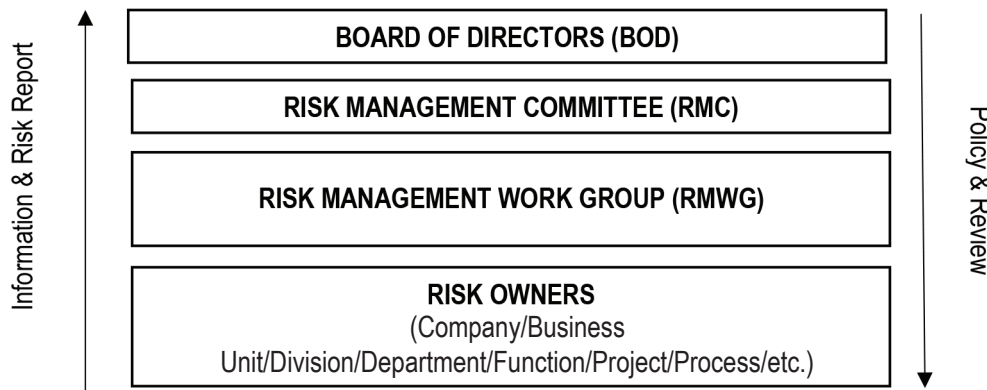 Information & Risk Report
BOARD OF DIRECTORS (BOD)
RISK MANAGEMENT COMMITTEE (RMC)
RISK MANAGEMENT WORK GROUP (RMWG)
RISK OWNERS
(Company/Business
Unit/Division/Department/Function/Project/Process/etc.)
Policy & Review